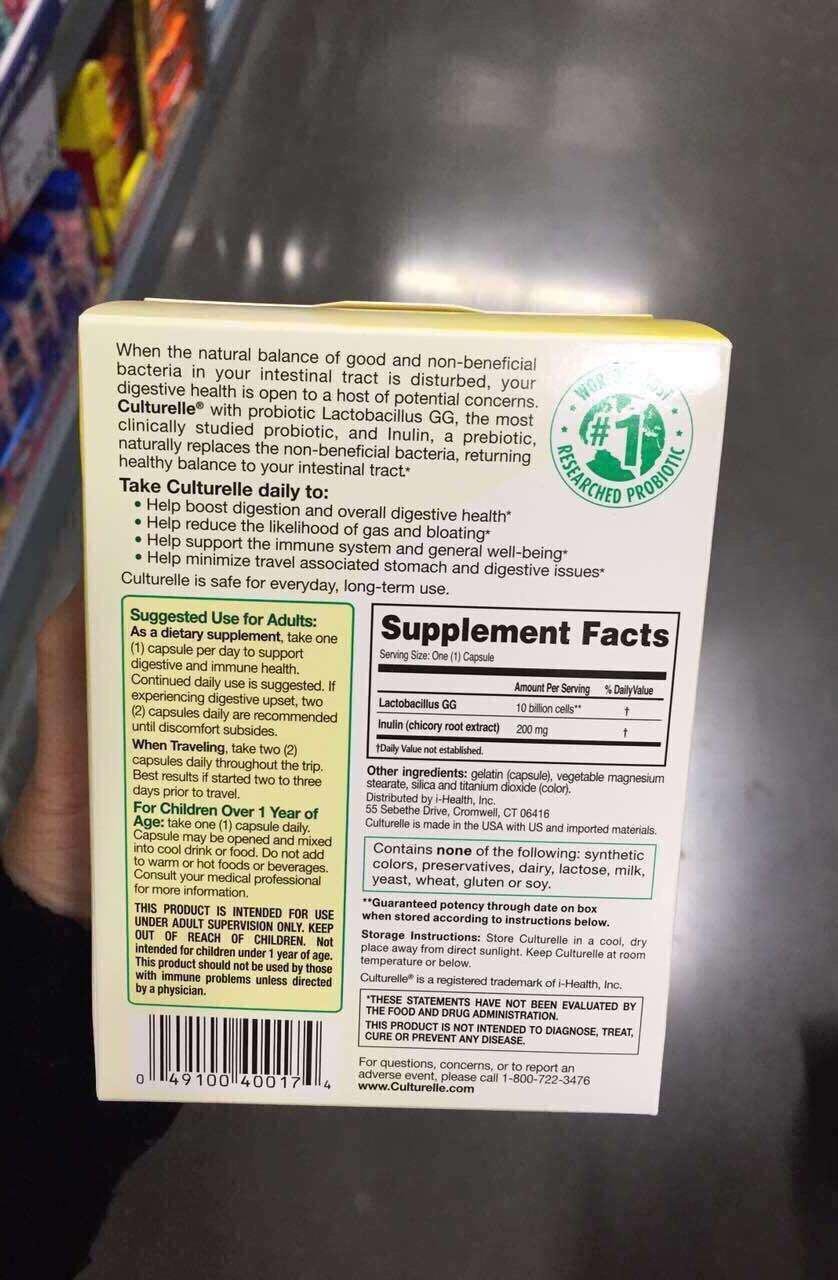 When the natural balance of good and non-beneficial
bacteria in your intestinal tract is disturbed, your
digestive health is open to a host of potential concerns.
Culturelle® with probiotic Lactobacillus GG, the most
clinically studied probiotic, and Inulin, a prebiotic,
naturally replaces the non-beneficial bacteria, returning
healthy balance to your intestinal tract.*
#1
RESEARCHED PROBIOTIC
Take Culturelle daily to:
• Help boost digestion and overall digestive health*
• Help reduce the likelihood of gas and bloating*
• Help support the immune system and general well-being*
• Help minimize travel associated stomach and digestive issues*
Culturelle is safe for everyday, long-term use.
Suggested Use for Adults:
As a dietary supplement, take one
(1) capsule per day to support
digestive and immune health.
Continued daily use is suggested. If
experiencing digestive upset, two
(2) capsules daily are recommended
until discomfort subsides.
When Traveling, take two (2)
capsules daily throughout the trip.
Best results if started two to three
days prior to travel.
For Children Over 1 Year of
Age: take one (1) capsule daily.
Capsule may be opened and mixed
into cool drink or food. Do not add
to warm or hot foods or beverages.
Consult your medical professional
for more information.
THIS PRODUCT IS INTENDED FOR USE
UNDER ADULT SUPERVISION ONLY. KEEP
OUT OF REACH OF CHILDREN. Not
intended for children under 1 year of age.
This product should not be used by those
with immune problems unless directed
by a physician.
0 49100 40017 4
Supplement Facts
Serving Size: One (1) Capsule
Amount Per Serving % DailyValue
Lactobacillus GG 10 billion cells** †
Inulin (chicory root extract) 200 mg †
†Daily Value not established.
Other ingredients: gelatin (capsule), vegetable magnesium
stearate, silica and titanium dioxide (color).
Distributed by i-Health, Inc.
55 Sebethe Drive, Cromwell, CT 06416
Culturelle is made in the USA with US and imported materials.
Contains none of the following: synthetic
colors, preservatives, dairy, lactose, milk,
yeast, wheat, gluten or soy.
**Guaranteed potency through date on box
when stored according to instructions below.
Storage Instructions: Store Culturelle in a cool, dry
place away from direct sunlight. Keep Culturelle at room
temperature or below.
Culturelle® is a registered trademark of i-Health, Inc.
*THESE STATEMENTS HAVE NOT BEEN EVALUATED BY
THE FOOD AND DRUG ADMINISTRATION.
THIS PRODUCT IS NOT INTENDED TO DIAGNOSE, TREAT,
CURE OR PREVENT ANY DISEASE.
For questions, concerns, or to report an
adverse event, please call 1-800-722-3476
www.Culturelle.com